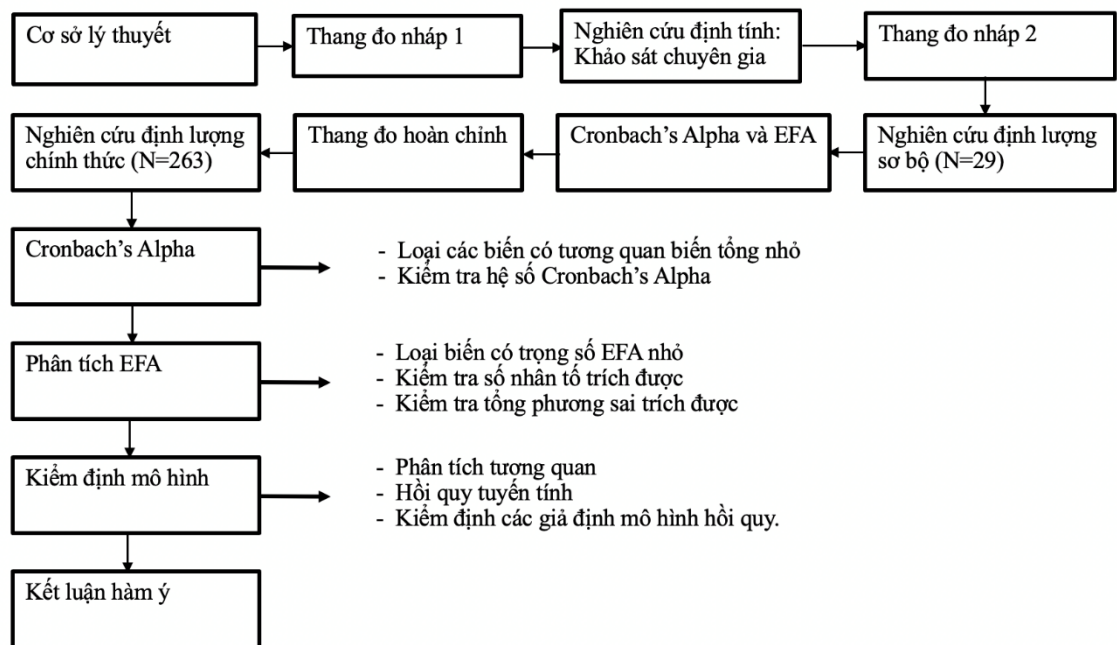 Cơ sở lý thuyết
Thang đo nháp 1
Nghiên cứu định tính:
Khảo sát chuyên gia
Thang đo nháp 2
Nghiên cứu định lượng
chính thức (N=263)
Thang đo hoàn chỉnh
Cronbach’s Alpha và EFA
Nghiên cứu định lượng
sơ bộ (N=29)
Cronbach’s Alpha
- Loại các biến có tương quan biến tổng nhỏ
- Kiểm tra hệ số Cronbach’s Alpha
Phân tích EFA
- Loại biến có trọng số EFA nhỏ
- Kiểm tra số nhân tố trích được
- Kiểm tra tổng phương sai trích được
Kiểm định mô hình
- Phân tích tương quan
- Hồi quy tuyến tính
- Kiểm định các giả định mô hình hồi quy.
Kết luận hàm ý